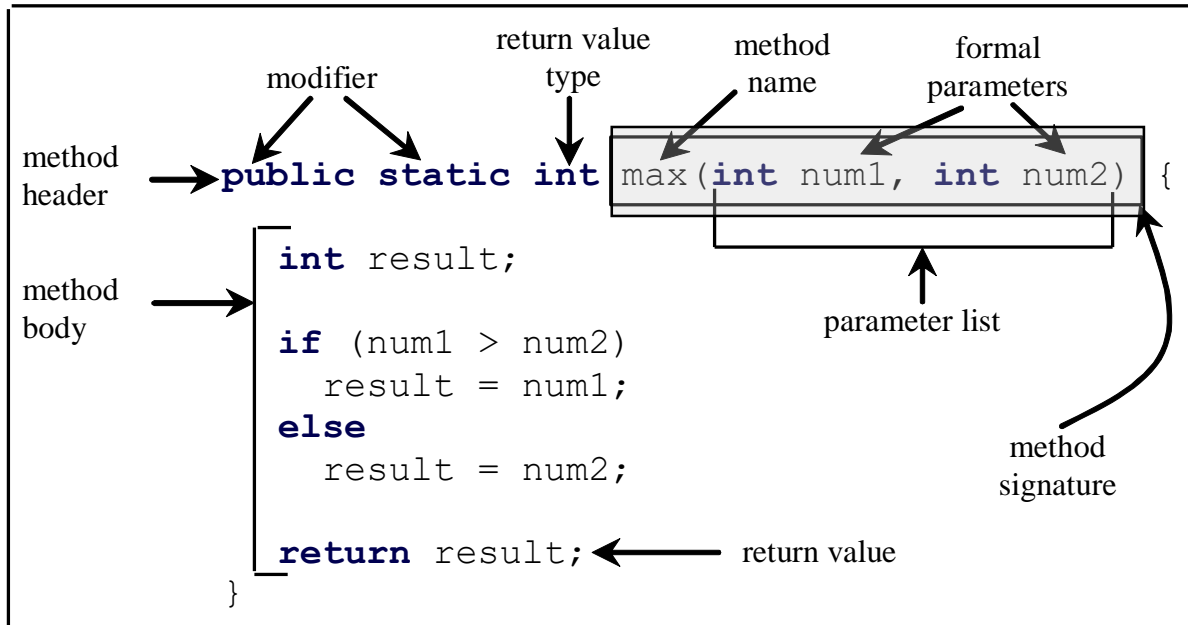 return value
type
method
name
formal
parameters
modifier
method
header
public static int max(int num1, int num2) {
int result;
method
body
parameter list
if (num1 > num2)
result = num1;
else
result = num2;
method
signature
return result;
return value
}